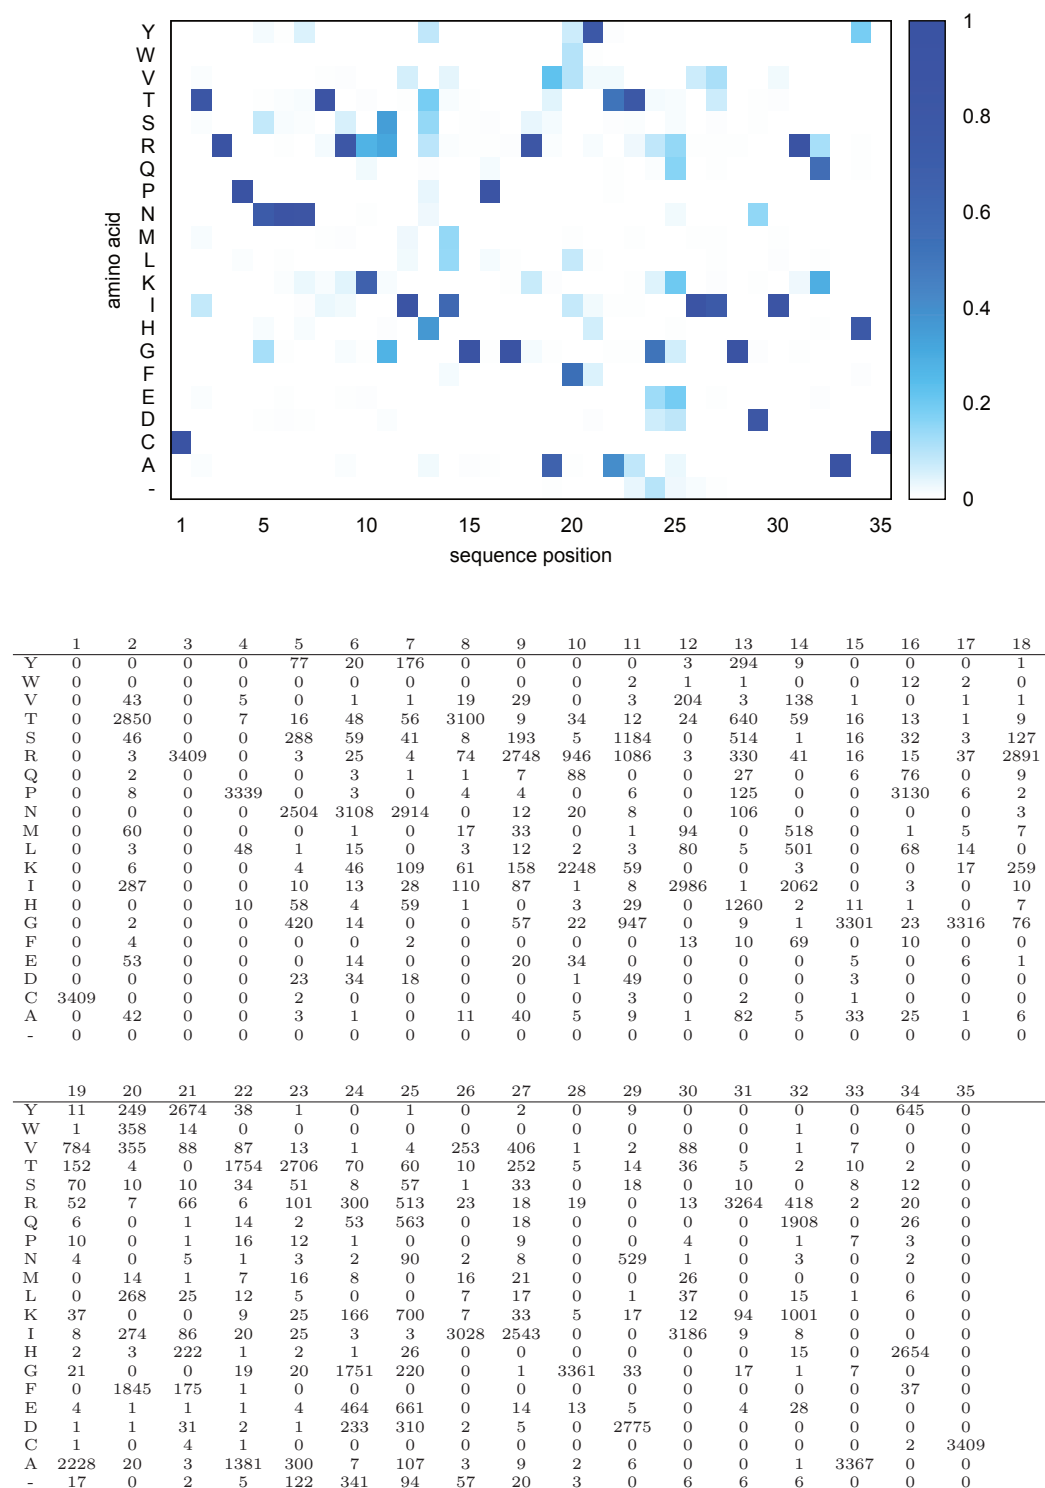 Y
W
V
T
S
R
Q
P
N
M
L
K
I
H
G
F
E
D
C
A
-
amino acid
1 5 10 15 20 25 30 35
sequence position
1
0.8
0.6
0.4
0.2
0
1 2 3 4 5 6 7 8 9 10 11 12 13 14 15 16 17 18
Y 0 0 0 0 77 20 176 0 0 0 0 3 294 9 0 0 0 1
W 0 0 0 0 0 0 0 0 0 0 2 1 1 0 0 12 2 0
V 0 43 0 5 0 1 1 19 29 0 3 204 3 138 1 0 1 1
T 0 2850 0 7 16 48 56 3100 9 34 12 24 640 59 16 13 1 9
S 0 46 0 0 288 59 41 8 193 5 1184 0 514 1 16 32 3 127
R 0 3 3409 0 3 25 4 74 2748 946 1086 3 330 41 16 15 37 2891
Q 0 2 0 0 0 3 1 1 7 88 0 0 27 0 6 76 0 9
P 0 8 0 3339 0 3 0 4 4 0 6 0 125 0 0 3130 6 2
N 0 0 0 0 2504 3108 2914 0 12 20 8 0 106 0 0 0 0 3
M 0 60 0 0 0 1 0 17 33 0 1 94 0 518 0 1 5 7
L 0 3 0 48 1 15 0 3 12 2 3 80 5 501 0 68 14 0
K 0 6 0 0 4 46 109 61 158 2248 59 0 0 3 0 0 17 259
I 0 287 0 0 10 13 28 110 87 1 8 2986 1 2062 0 3 0 10
H 0 0 0 10 58 4 59 1 0 3 29 0 1260 2 11 1 0 7
G 0 2 0 0 420 14 0 0 57 22 947 0 9 1 3301 23 3316 76
F 0 4 0 0 0 0 2 0 0 0 0 13 10 69 0 10 0 0
E 0 53 0 0 0 14 0 0 20 34 0 0 0 0 5 0 6 1
D 0 0 0 0 23 34 18 0 0 1 49 0 0 0 3 0 0 0
C 3409 0 0 0 2 0 0 0 0 0 3 0 2 0 1 0 0 0
A 0 42 0 0 3 1 0 11 40 5 9 1 82 5 33 25 1 6
- 0 0 0 0 0 0 0 0 0 0 0 0 0 0 0 0 0 0
19 20 21 22 23 24 25 26 27 28 29 30 31 32 33 34 35
Y 11 249 2674 38 1 0 1 0 2 0 9 0 0 0 0 645 0
W 1 358 14 0 0 0 0 0 0 0 0 0 0 1 0 0 0
V 784 355 88 87 13 1 4 253 406 1 2 88 0 1 7 0 0
T 152 4 0 1754 2706 70 60 10 252 5 14 36 5 2 10 2 0
S 70 10 10 34 51 8 57 1 33 0 18 0 10 0 8 12 0
R 52 7 66 6 101 300 513 23 18 19 0 13 3264 418 2 20 0
Q 6 0 1 14 2 53 563 0 18 0 0 0 0 1908 0 26 0
P 10 0 1 16 12 1 0 0 9 0 0 4 0 1 7 3 0
N 4 0 5 1 3 2 90 2 8 0 529 1 0 3 0 2 0
M 0 14 1 7 16 8 0 16 21 0 0 26 0 0 0 0 0
L 0 268 25 12 5 0 0 7 17 0 1 37 0 15 1 6 0
K 37 0 0 9 25 166 700 7 33 5 17 12 94 1001 0 0 0
I 8 274 86 20 25 3 3 3028 2543 0 0 3186 9 8 0 0 0
H 2 3 222 1 2 1 26 0 0 0 0 0 0 15 0 2654 0
G 21 0 0 19 20 1751 220 0 1 3361 33 0 17 1 7 0 0
F 0 1845 175 1 0 0 0 0 0 0 0 0 0 0 0 37 0
E 4 1 1 1 4 464 661 0 14 13 5 0 4 28 0 0 0
D 1 1 31 2 1 233 310 2 5 0 2775 0 0 0 0 0 0
C 1 0 4 1 0 0 0 0 0 0 0 0 0 0 0 2 3409
A 2228 20 3 1381 300 7 107 3 9 2 6 0 0 1 3367 0 0
- 17 0 2 5 122 341 94 57 20 3 0 6 6 6 0 0 0